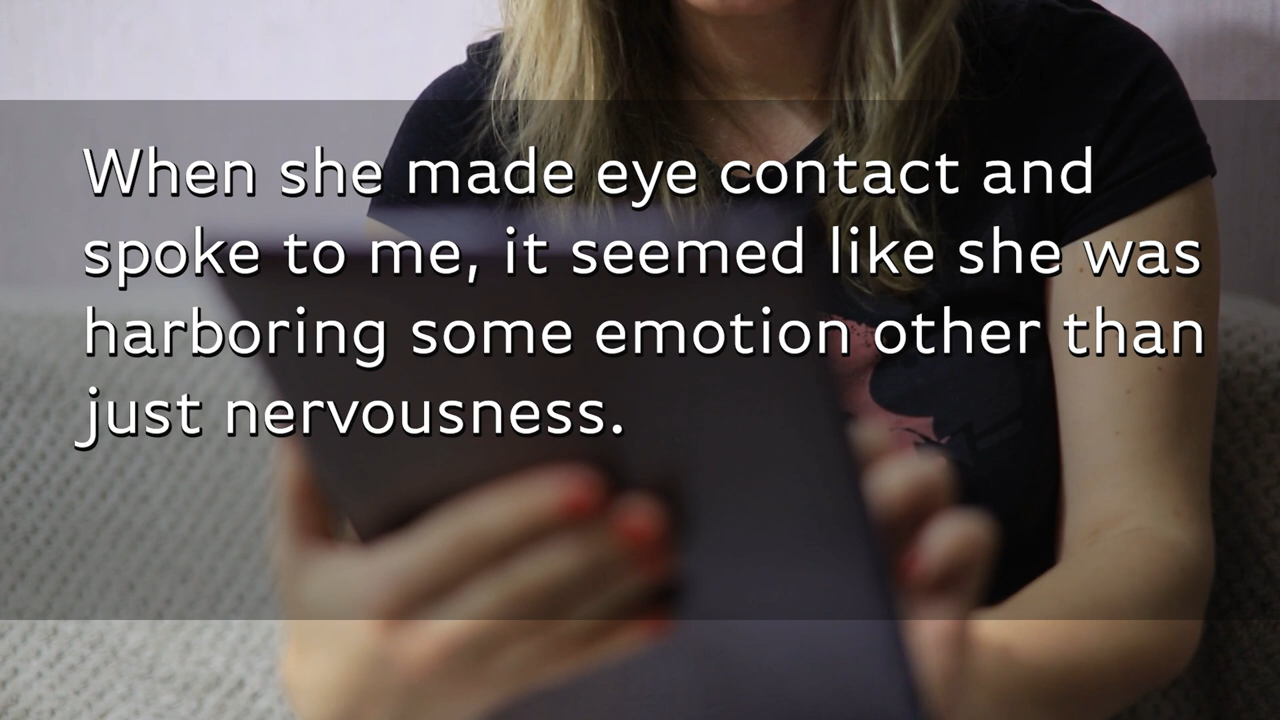 When she made eye contact and
spoke to me, it seemed like she was
harboring some emotion other than
just nervousness.